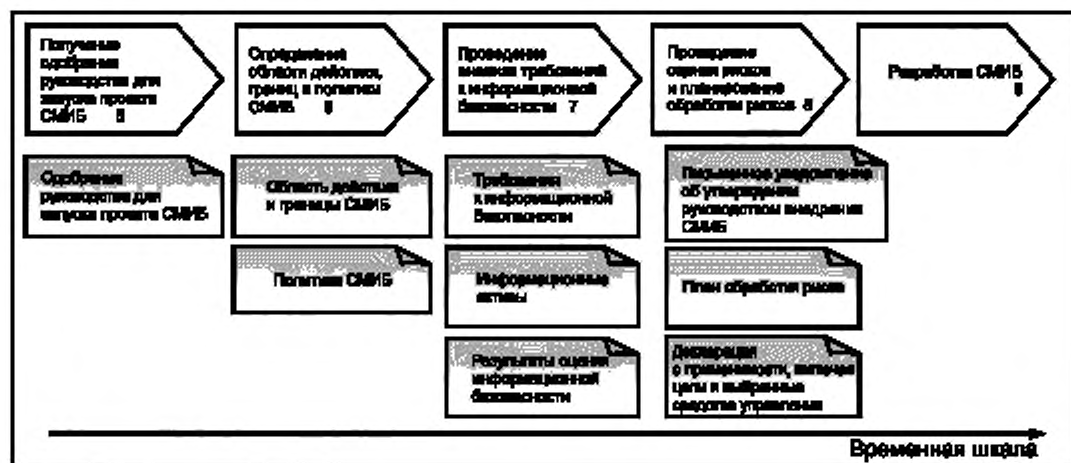 Получение
одобрения
руководства для
запуска проекта
СМИБ 5
Определение
области действия,
границ и политики
СМИБ 6
Проведение
анализа требований
к информационной
безопасности 7
Проведение
оценки рисков
и планирование
обработки рисков 8
Разработка СМИБ
9
Одобрение
руководства для
запуска проекта СМИБ
Область действия
и границы СМИБ
Политика СМИБ
Требования
к информационной
безопасности
Информационные
активы
Результаты оценки
информационной
безопасности
Письменное уведомление
об утверждении
руководством внедрения
СМИБ
План обработки риска
Декларация
о применимости, включая
цели и выбранные
средства управления
Временная шкала